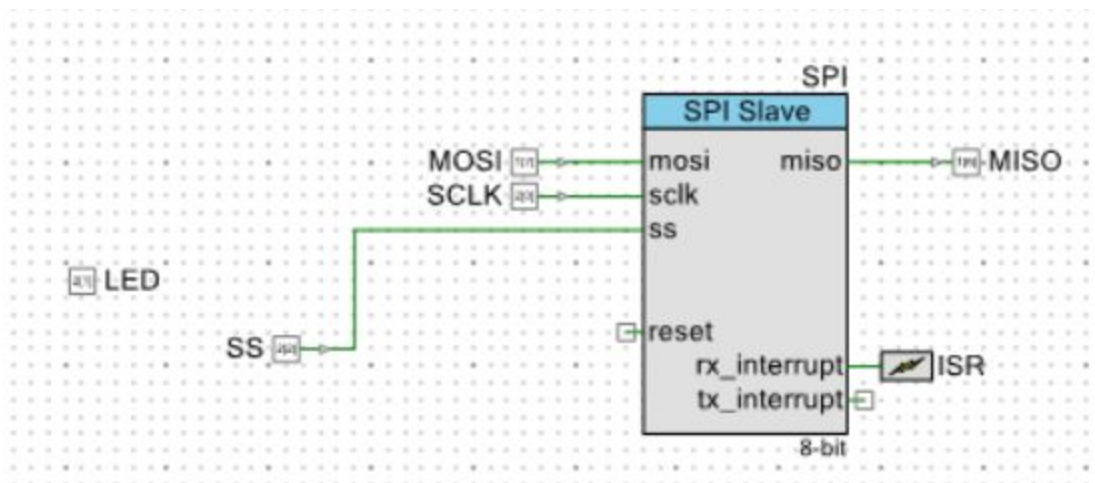 SPI
SPI Slave
MOSI mosi miso MISO
SCLK sclk
ss
LED
SS
reset
rx_interrupt ISR
tx_interrupt
8-bit